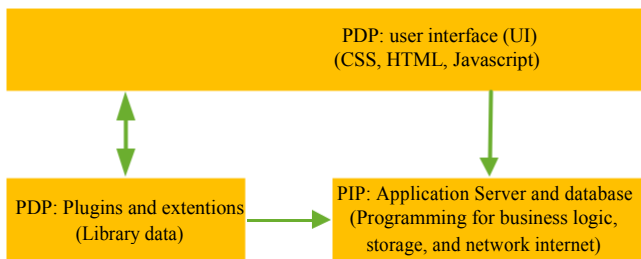 PDP: user interface (UI)
(CSS, HTML, Javascript)
PDP: Plugins and extentions
(Library data)
PIP: Application Server and database
(Programming for business logic,
storage, and network internet)